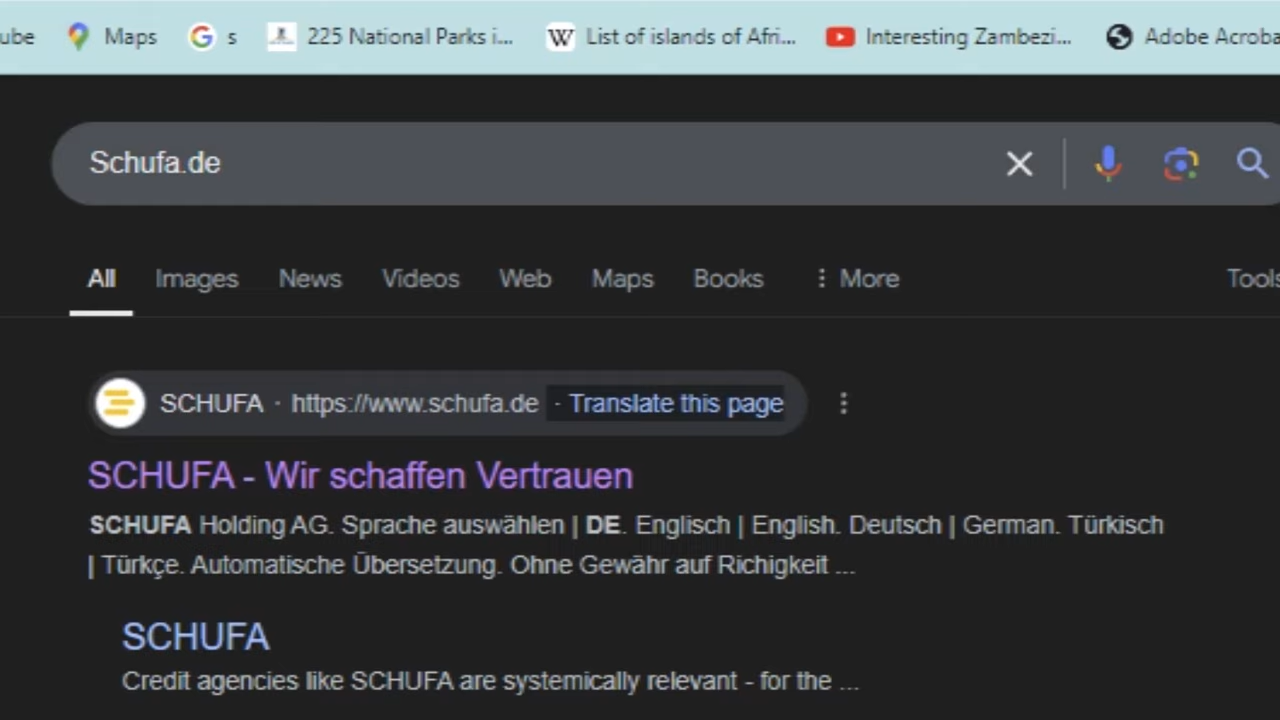 ube Maps s 225 National Parks i... List of islands of Afri... Interesting Zambezi... Adobe Acroba
Schufa.de
All Images News Videos Web Maps Books More Tools
SCHUFA · https://www.schufa.de · Translate this page
SCHUFA - Wir schaffen Vertrauen
SCHUFA Holding AG. Sprache auswählen | DE. Englisch | English. Deutsch | German. Türkisch
| Türkçe. Automatische Übersetzung. Ohne Gewähr auf Richigkeit ...
SCHUFA
Credit agencies like SCHUFA are systemically relevant - for the ...